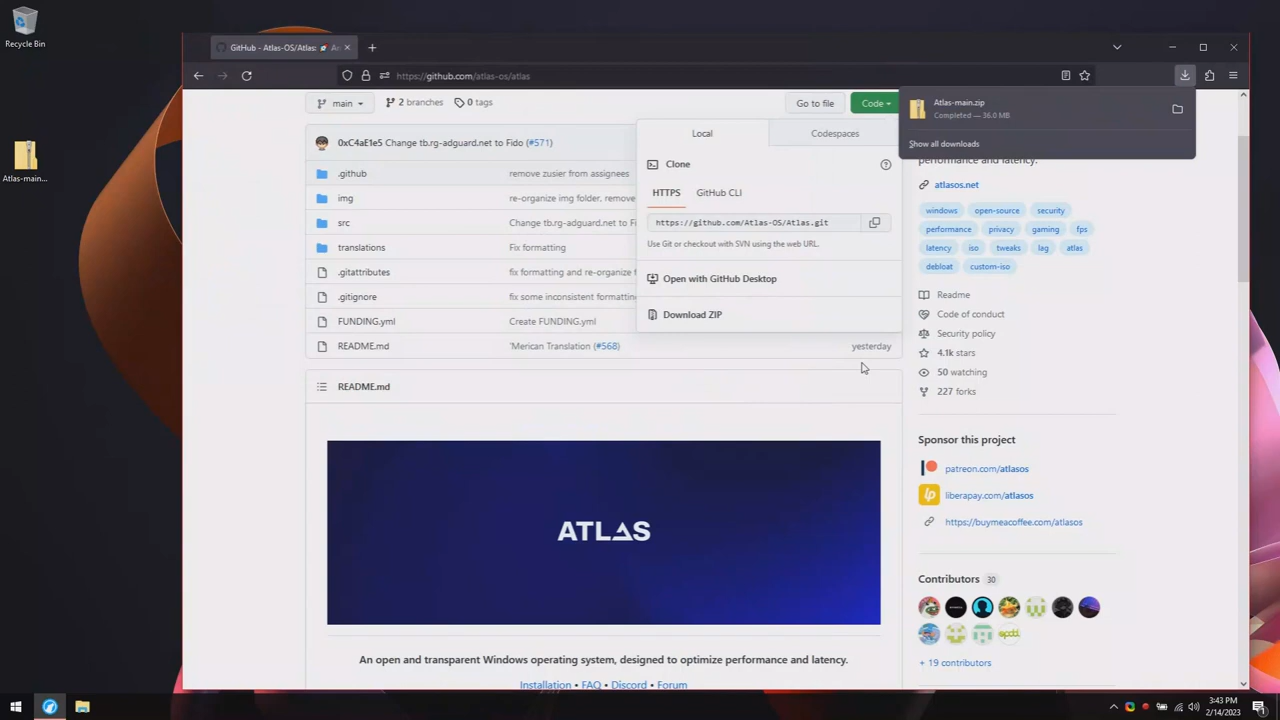 Recycle Bin
Atlas-main...
GitHub - Atlas-OS/Atlas:
https://github.com/atlas-os/atlas
Atlas-main.zip
Completed — 36.0 MB
Show all downloads
main
2 branches
0 tags
Go to file
Code
0xC4aE1e5 Change tb.rg-adguard.net to Fido (#571)
.github
remove zusier from assignees
img
re-organize img folder, remove
src
Change tb.rg-adguard.net to Fi
translations
Fix formatting
.gitattributes
fix formatting and re-organize f
.gitignore
fix some inconsistent formattin
FUNDING.yml
Create FUNDING.yml
README.md
'Merican Translation (#568)
yesterday
Local
Codespaces
Clone
HTTPS
GitHub CLI
https://github.com/Atlas-OS/Atlas.git
Use Git or checkout with SVN using the web URL.
Open with GitHub Desktop
Download ZIP
README.md
ATLAS
An open and transparent Windows operating system, designed to optimize performance and latency.
Installation • FAQ • Discord • Forum
performance and latency.
atlasos.net
windows open-source security
performance privacy gaming fps
latency iso tweaks lag atlas
debloat custom-iso
Readme
Code of conduct
Security policy
4.1k stars
50 watching
227 forks
Sponsor this project
patreon.com/atlasos
liberapay.com/atlasos
https://buymeacoffee.com/atlasos
Contributors 30
+ 19 contributors
3:43 PM
2/14/2023